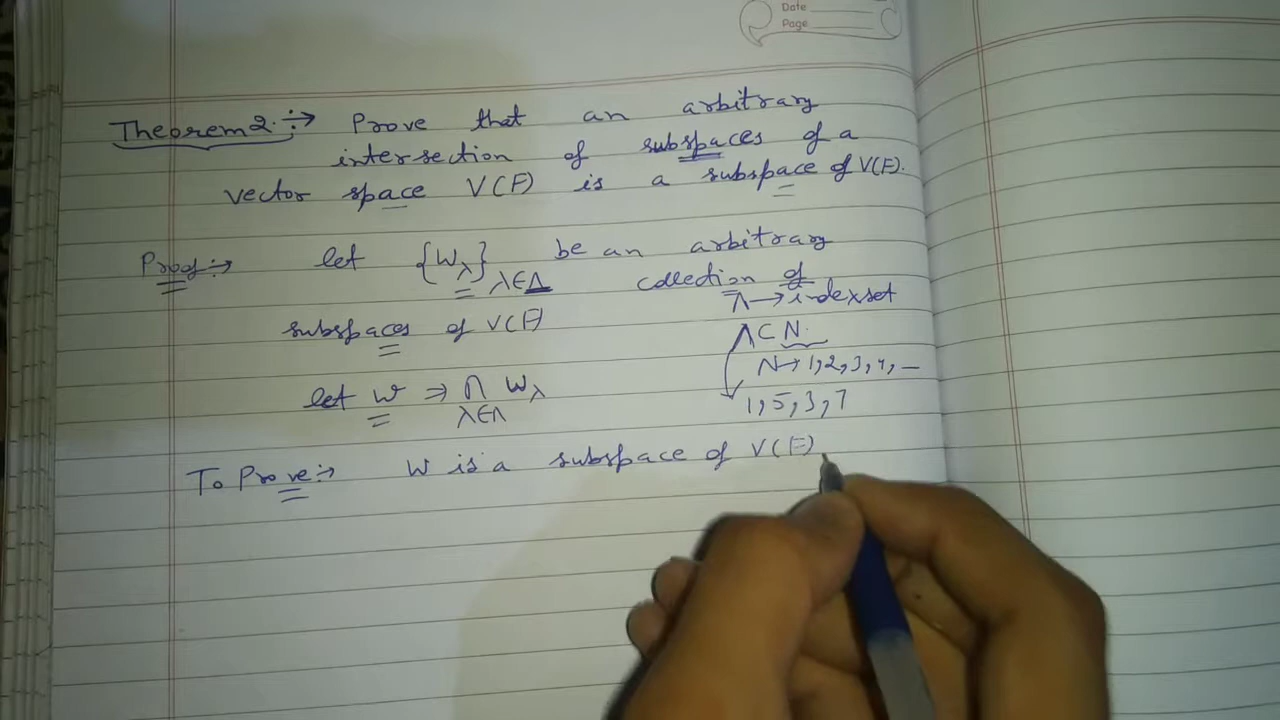 Date
Page
Theorem 2 :→ Prove that an arbitrary
intersection of subspaces of a
vector space V(F) is a subspace of V(F).
Proof :→ let {Wλ}λ∈Λ be an arbitrary
collection of
Λ → indexset
subspaces of V(F)
Λ⊂N.
N→1,2,3,4,—
let W ⇒ ∩ Wλ
λ∈Λ
1,5,3,7
To Prove :→ W is a subspace of V(F)